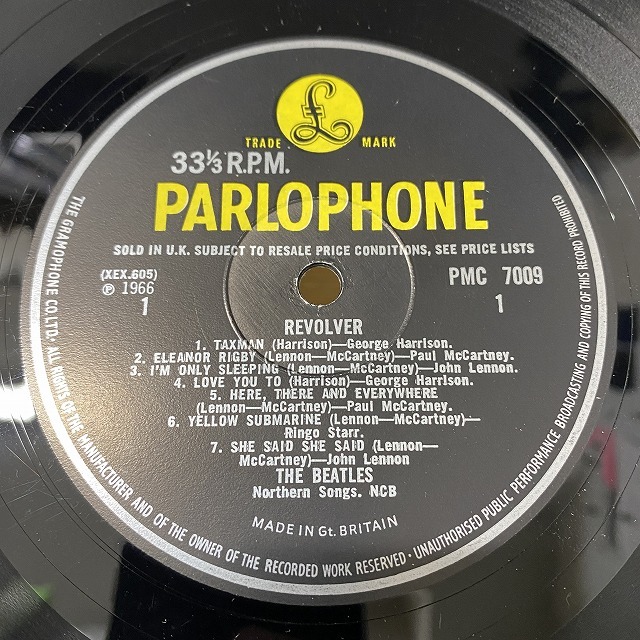 £
TRADE MARK
33⅓ R.P.M.
PARLOPHONE
SOLD IN U.K. SUBJECT TO RESALE PRICE CONDITIONS, SEE PRICE LISTS
(XEX.605) PMC 7009
℗ 1966
1 1
REVOLVER
1. TAXMAN (Harrison)—George Harrison.
2. ELEANOR RIGBY (Lennon—McCartney)—Paul McCartney.
3. I'M ONLY SLEEPING (Lennon—McCartney)—John Lennon.
4. LOVE YOU TO (Harrison)—George Harrison.
5. HERE, THERE AND EVERYWHERE
(Lennon—McCartney)—Paul McCartney.
6. YELLOW SUBMARINE (Lennon—McCartney)—
Ringo Starr.
7. SHE SAID SHE SAID (Lennon—
McCartney)—John Lennon
THE BEATLES
Northern Songs. NCB
MADE IN Gt. BRITAIN
THE GRAMOPHONE CO. LTD. ALL RIGHTS OF THE MANUFACTURER AND OF THE OWNER OF THE RECORDED WORK RESERVED · UNAUTHORISED PUBLIC PERFORMANCE BROADCASTING AND COPYING OF THIS RECORD PROHIBITED